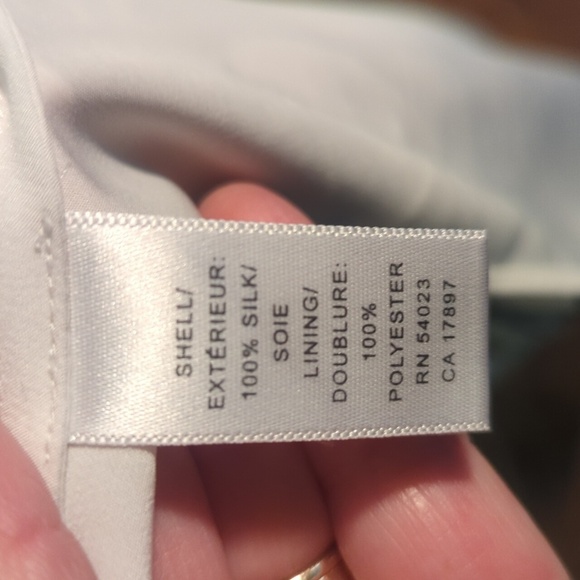 SHELL/
EXTÉRIEUR:
100% SILK/
SOIE
LINING/
DOUBLURE:
100%
POLYESTER
RN 54023
CA 17897